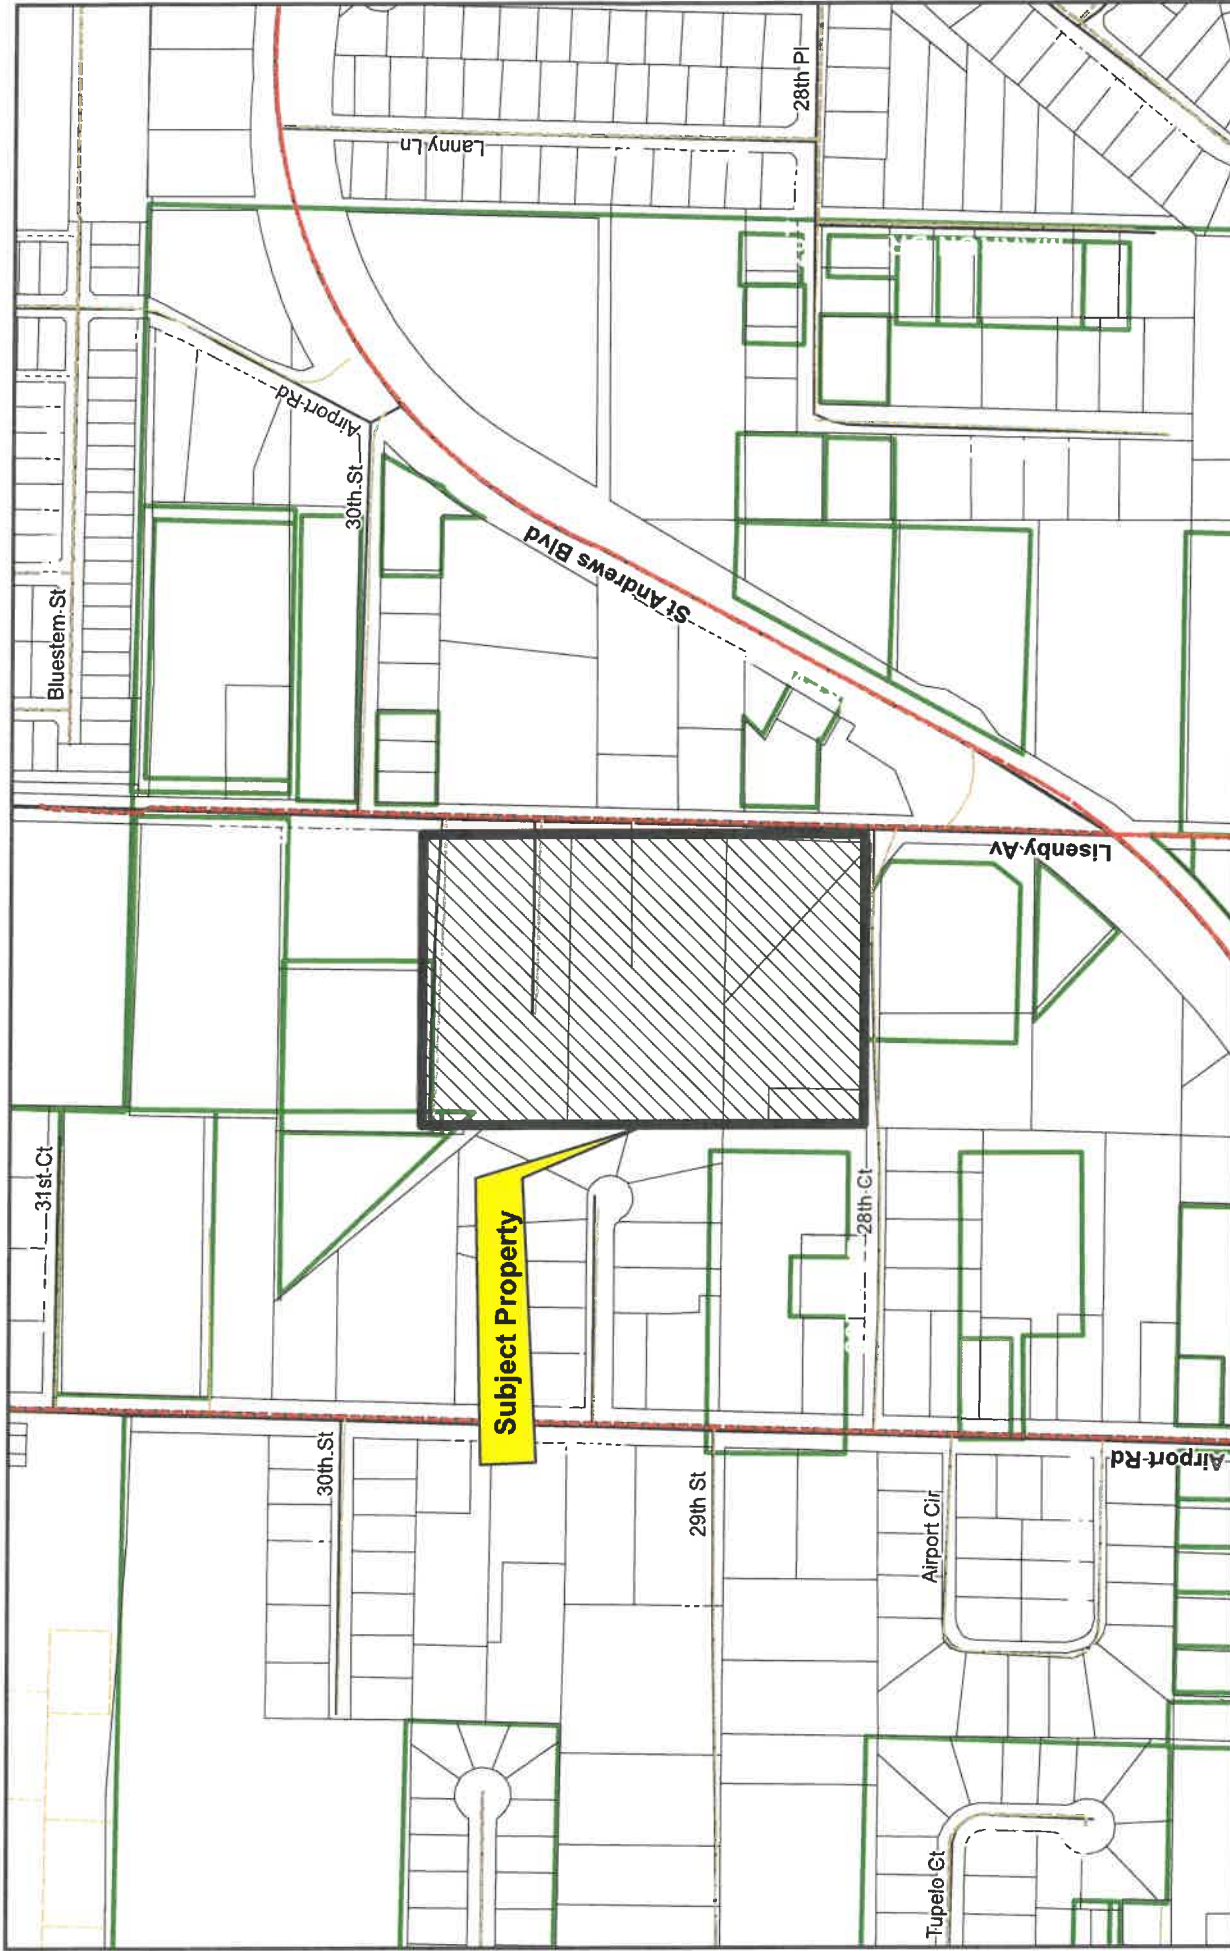 31st Ct
Bluestem St
30th St
Airport Rd
Lanny Ln
28th Pl
30th St
St Andrews Blvd
Subject Property
29th St
28th Ct
Lisenby Av
Airport Cir
Airport Rd
Tupelo Ct